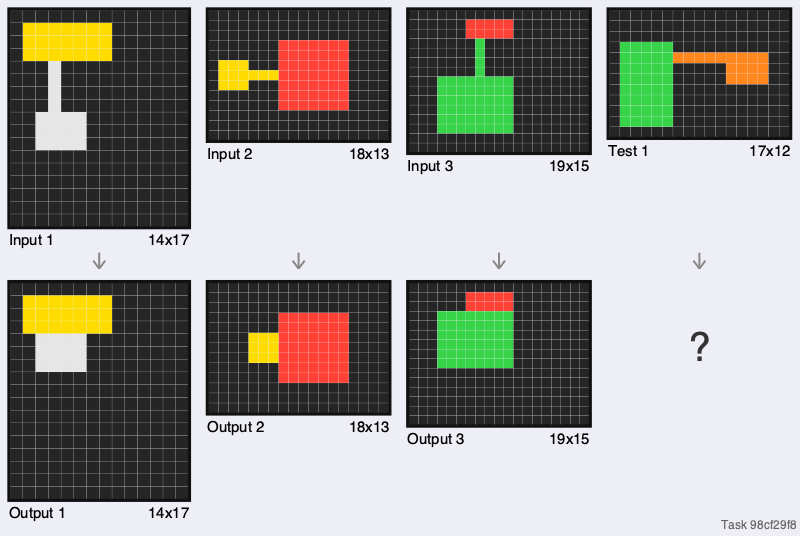 Input 1 14x17
Input 2 18x13
Input 3 19x15
Test 1 17x12
?
Output 1 14x17
Output 2 18x13
Output 3 19x15
Task 98cf29f8